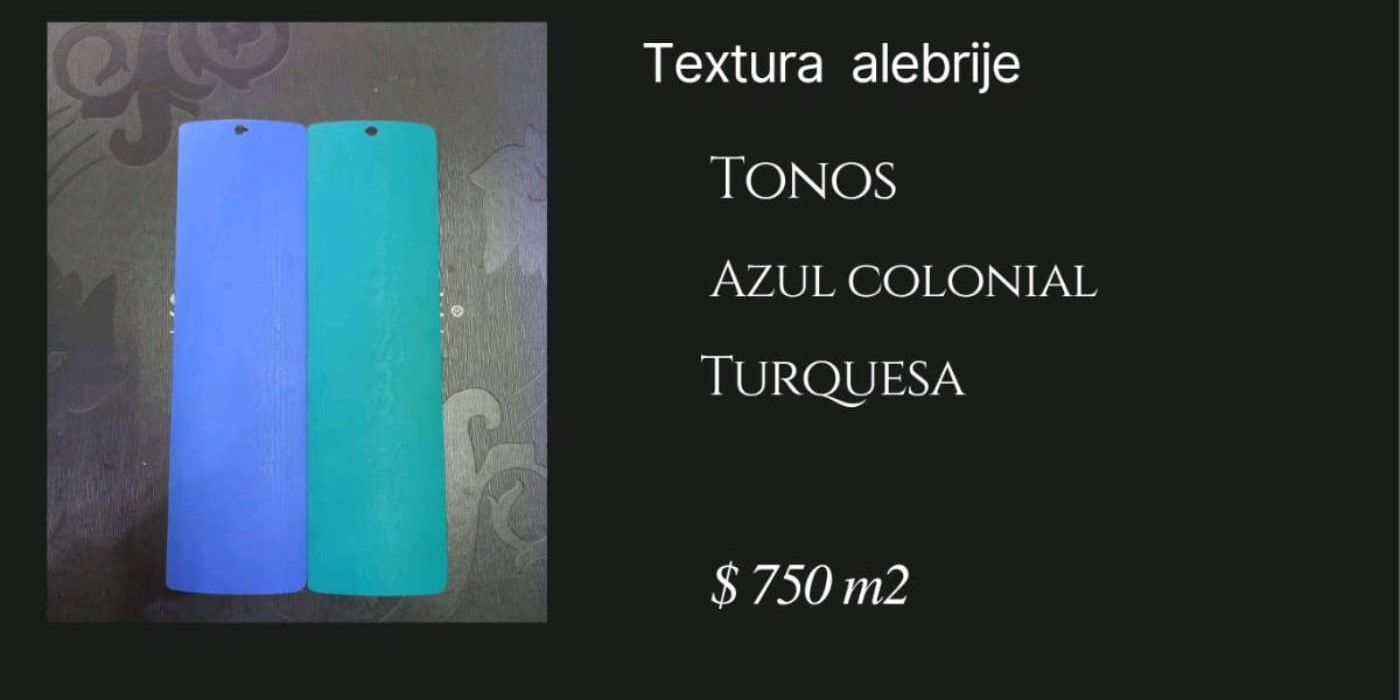 Textura alebrije
Tonos
Azul colonial
Turquesa
$ 750 m2